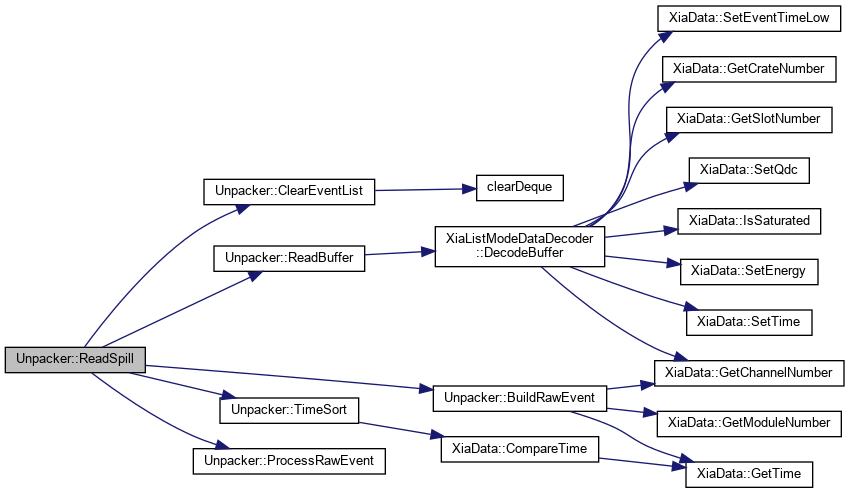 XiaData::SetEventTimeLow
XiaData::GetCrateNumber
XiaData::GetSlotNumber
XiaData::SetQdc
Unpacker::ClearEventList
clearDeque
XiaData::IsSaturated
XiaListModeDataDecoder
::DecodeBuffer
Unpacker::ReadBuffer
XiaData::SetEnergy
XiaData::SetTime
Unpacker::ReadSpill
XiaData::GetChannelNumber
Unpacker::BuildRawEvent
Unpacker::TimeSort
XiaData::GetModuleNumber
XiaData::CompareTime
Unpacker::ProcessRawEvent
XiaData::GetTime